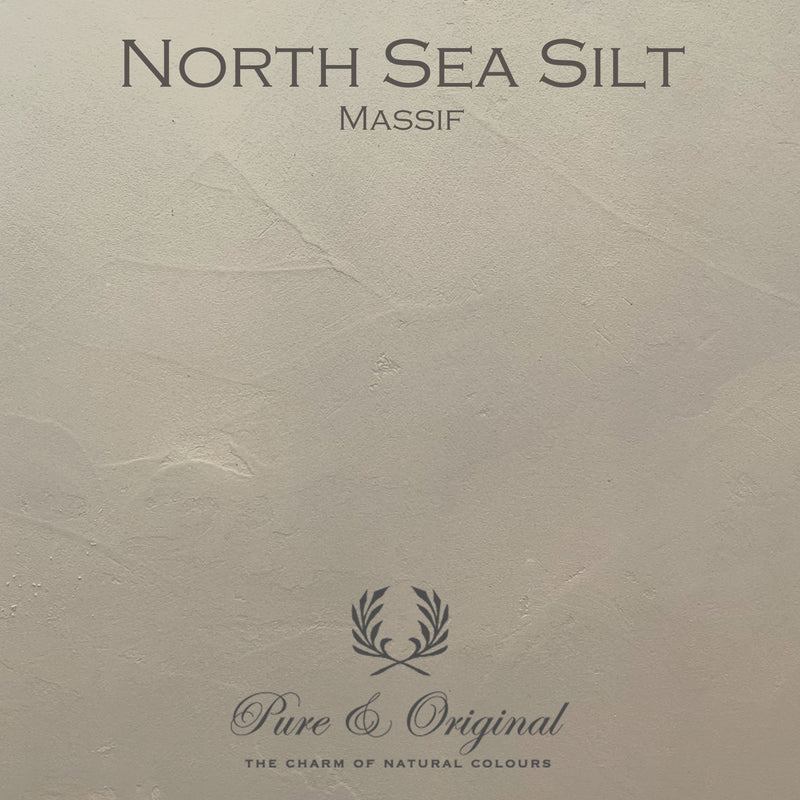 North Sea Silt
Massif
Pure & Original
THE CHARM OF NATURAL COLOURS